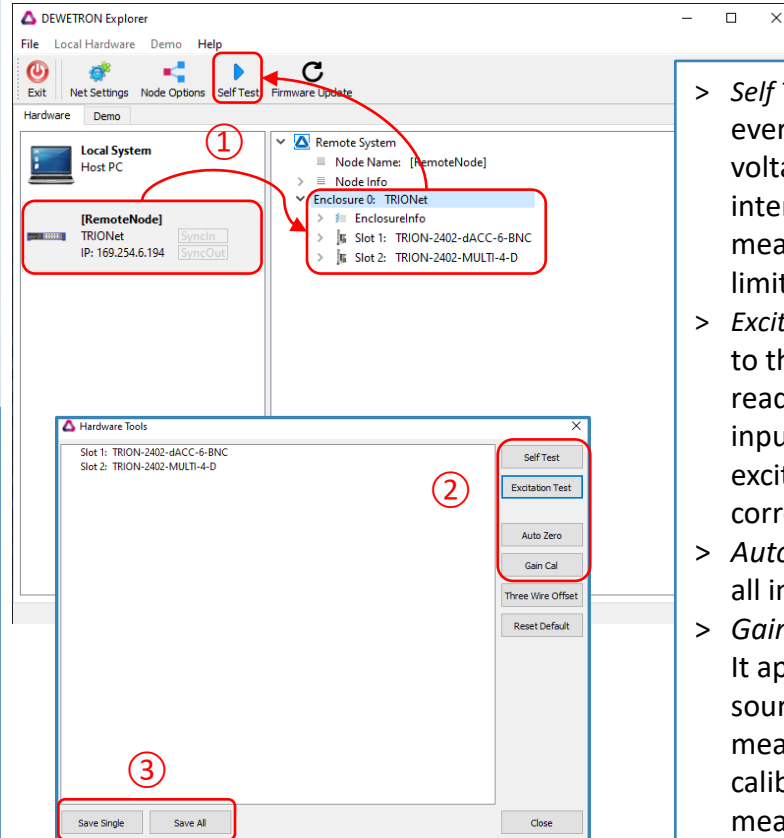 DEWETRON Explorer
File Local Hardware Demo Help
Exit Net Settings Node Options Self Test Firmware Update
Hardware Demo
①
Local System
Host PC
[RemoteNode]
TRIONet SyncIn
IP: 169.254.6.194 SyncOut
Remote System
Node Name: [RemoteNode]
Node Info
Enclosure 0: TRIONet
EnclosureInfo
Slot 1: TRION-2402-dACC-6-BNC
Slot 2: TRION-2402-MULTI-4-D
Hardware Tools
Slot 1: TRION-2402-dACC-6-BNC
Slot 2: TRION-2402-MULTI-4-D
②
Self Test
Excitation Test
Auto Zero
Gain Cal
Three Wire Offset
Reset Default
③
Save Single Save All Close
> Self
ever
volta
inter
mea
limit
> Excit
to th
read
inpu
excit
corr
> Auto
all in
> Gain
It ap
sour
mea
calib
mea